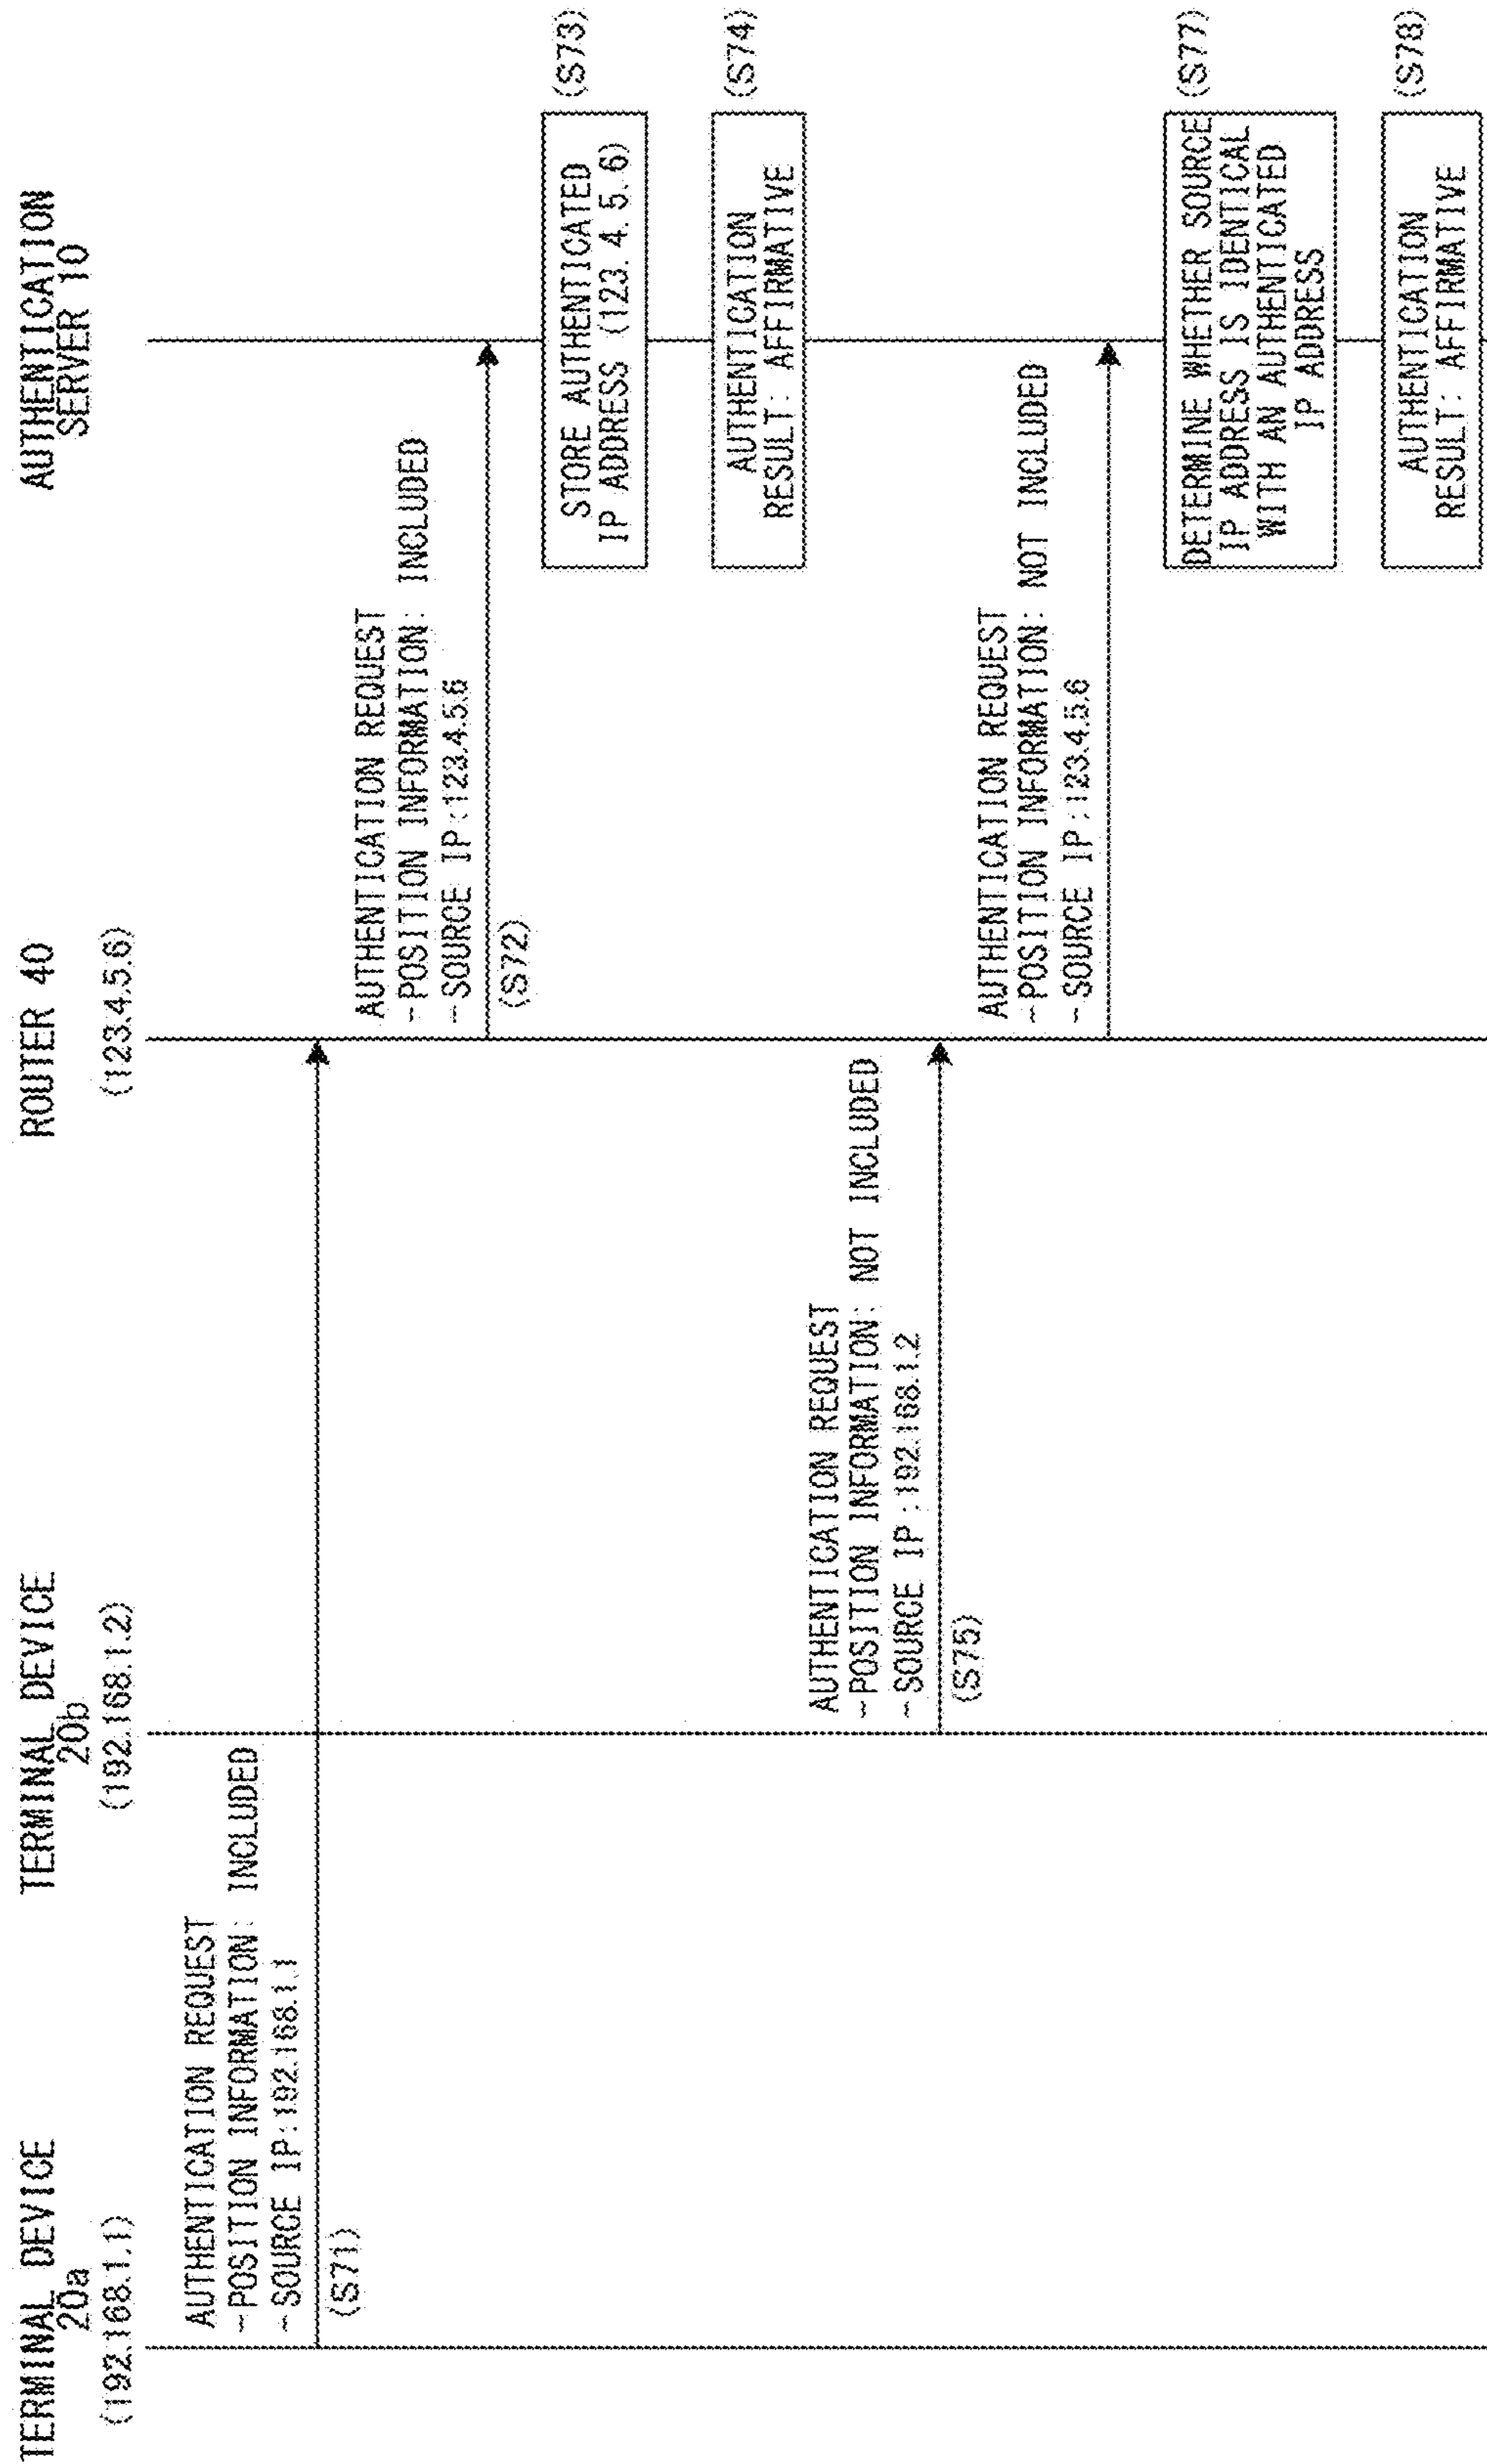 TERMINAL DEVICE
20a
(192.168.1.1)
TERMINAL DEVICE
20b
(192.168.1.2)
ROUTER 40
(123.4.5.6)
AUTHENTICATION
SERVER 10
AUTHENTICATION REQUEST
-POSITION INFORMATION: INCLUDED
-SOURCE IP:192.168.1.1
(S71)
AUTHENTICATION REQUEST
-POSITION INFORMATION: INCLUDED
-SOURCE IP:123.4.5.6
(S72)
STORE AUTHENTICATED
IP ADDRESS (123.4.5.6)
(S73)
AUTHENTICATION
RESULT: AFFIRMATIVE
(S74)
AUTHENTICATION REQUEST
-POSITION INFORMATION: NOT INCLUDED
-SOURCE IP:192.168.1.2
(S75)
AUTHENTICATION REQUEST
-POSITION INFORMATION: NOT INCLUDED
-SOURCE IP:123.4.5.6
DETERMINE WHETHER SOURCE
IP ADDRESS IS IDENTICAL
WITH AN AUTHENTICATED
IP ADDRESS
(S77)
AUTHENTICATION
RESULT: AFFIRMATIVE
(S78)